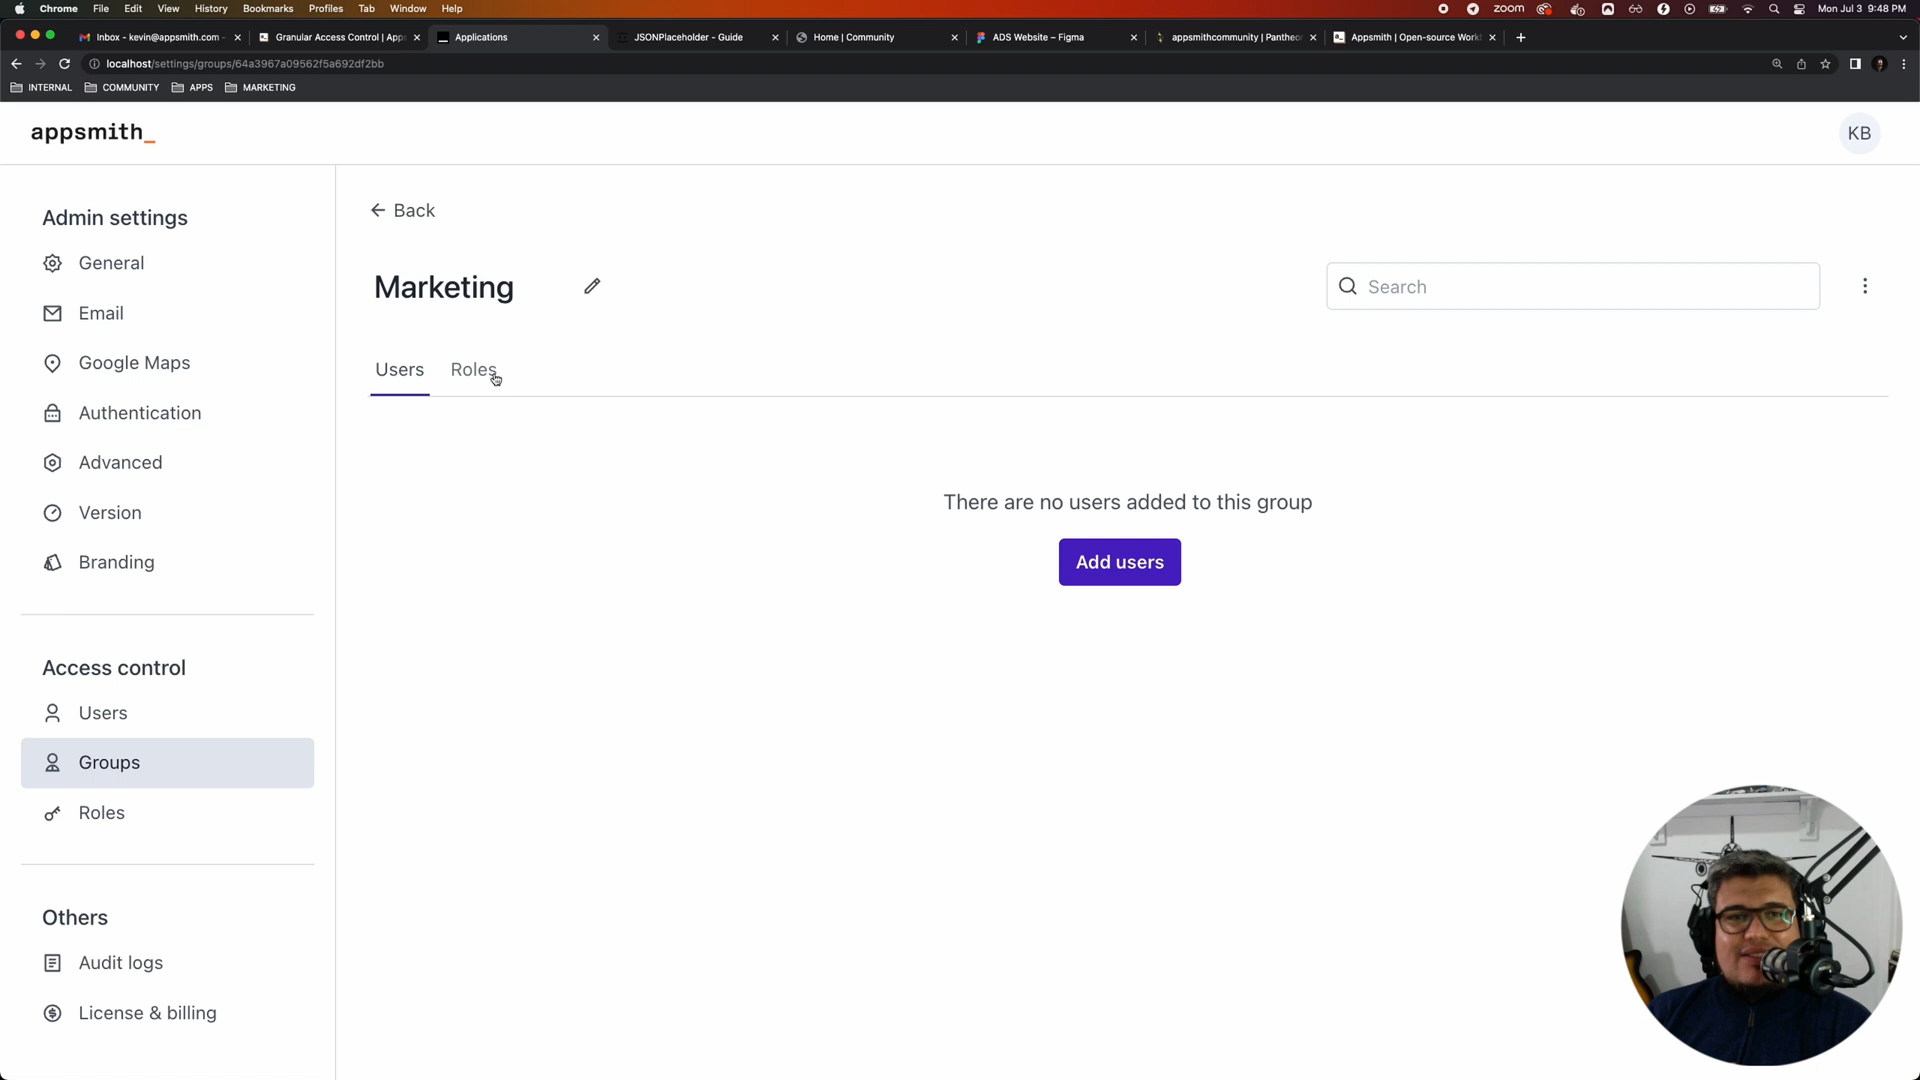 Chrome File Edit View History Bookmarks Profiles Tab Window Help zoom Mon Jul 3 9:48 PM
Inbox - kevin@appsmith.com - Granular Access Control | Apps Applications JSONPlaceholder - Guide Home | Community ADS Website – Figma appsmithcommunity | Pantheo Appsmith | Open-source Work
localhost/settings/groups/64a3967a09562f5a692df2bb
INTERNAL COMMUNITY APPS MARKETING
appsmith_
KB
Admin settings
General
Email
Google Maps
Authentication
Advanced
Version
Branding
Access control
Users
Groups
Roles
Others
Audit logs
License & billing
Back
Marketing
Search
Users Roles
There are no users added to this group
Add users